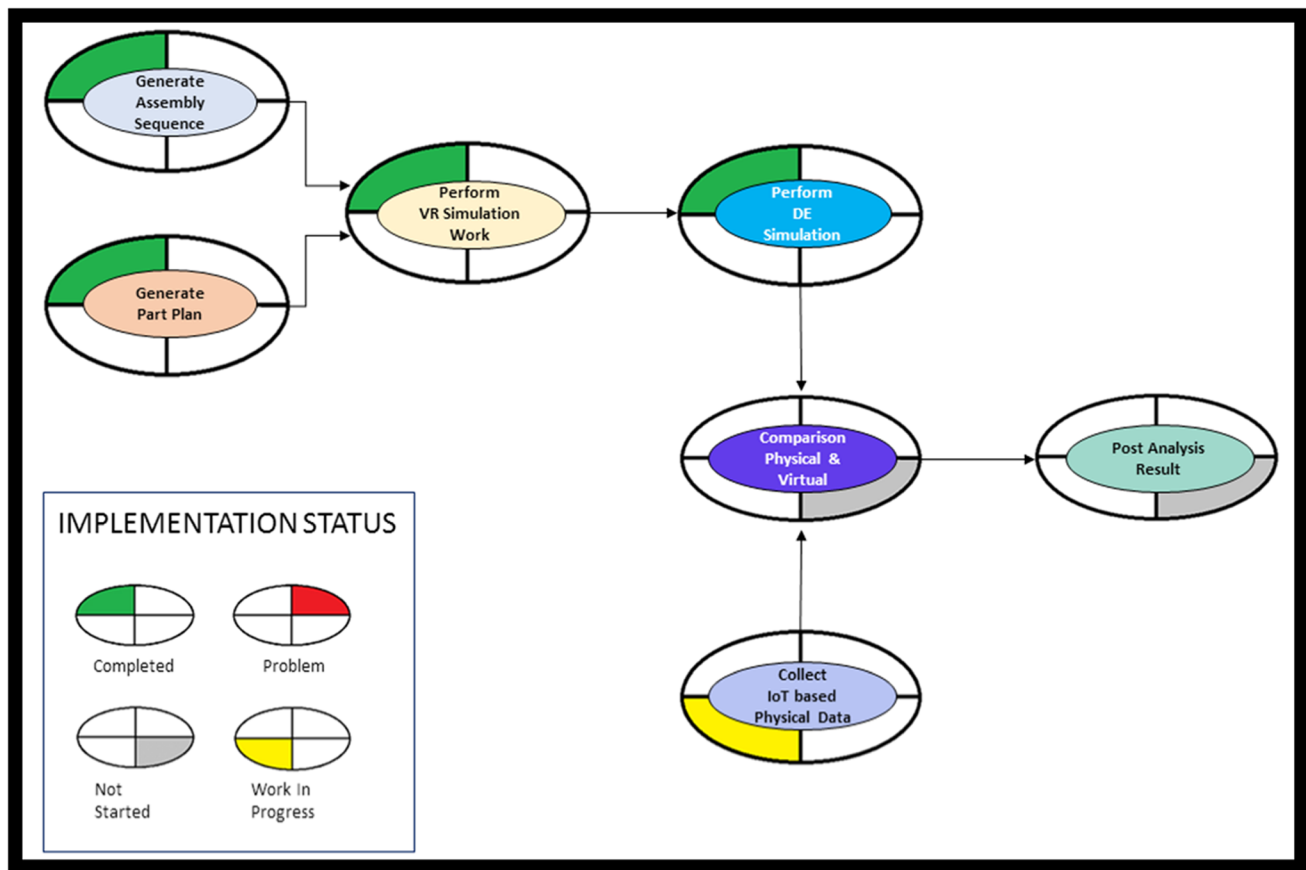 Generate
Assembly
Sequence
Generate
Part Plan
Perform
VR Simulation
Work
Perform
DE
Simulation
Comparison
Physical &
Virtual
Post Analysis
Result
Collect
IoT based
Physical Data
IMPLEMENTATION STATUS
Completed
Problem
Not
Started
Work In
Progress